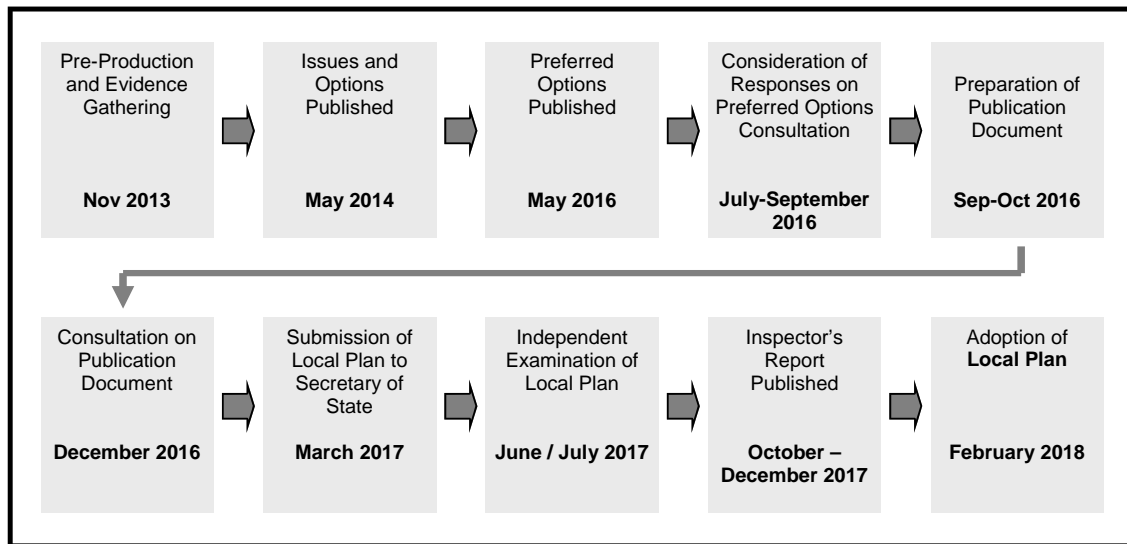 Pre-Production
and Evidence
Gathering
Nov 2013
Issues and
Options
Published
May 2014
Preferred
Options
Published
May 2016
Consideration of
Responses on
Preferred Options
Consultation
July-September
2016
Preparation of
Publication
Document
Sep-Oct 2016
Consultation on
Publication
Document
December 2016
Submission of
Local Plan to
Secretary of
State
March 2017
Independent
Examination of
Local Plan
June / July 2017
Inspector’s
Report
Published
October –
December 2017
Adoption of
Local Plan
February 2018